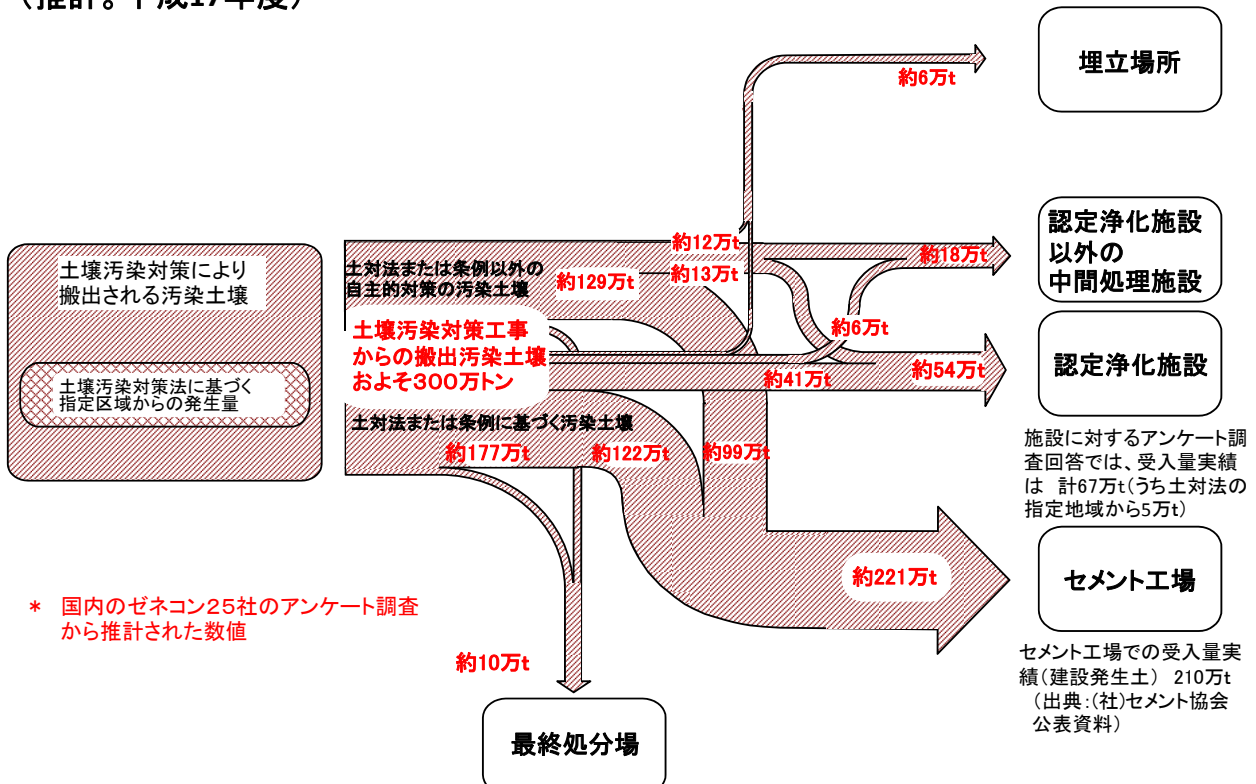 (推計。平成17年度)
約6万t
埋立場所
土壌汚染対策により
搬出される汚染土壌
土壌汚染対策法に基づく
指定区域からの発生量
土対法または条例以外の
自主的対策の汚染土壌
約129万t
約12万t
約13万t
約18万t
認定浄化施設
以外の
中間処理施設
土壌汚染対策工事
からの搬出汚染土壌
およそ300万トン
約6万t
約41万t
約54万t
認定浄化施設
施設に対するアンケート調
査回答では、受入量実績
は 計67万t(うち土対法の
指定地域から5万t)
土対法または条例に基づく汚染土壌
約177万t
約122万t
約99万t
約221万t
セメント工場
セメント工場での受入量実
績(建設発生土) 210万t
(出典:(社)セメント協会
公表資料)
* 国内のゼネコン25社のアンケート調査
から推計された数値
約10万t
最終処分場